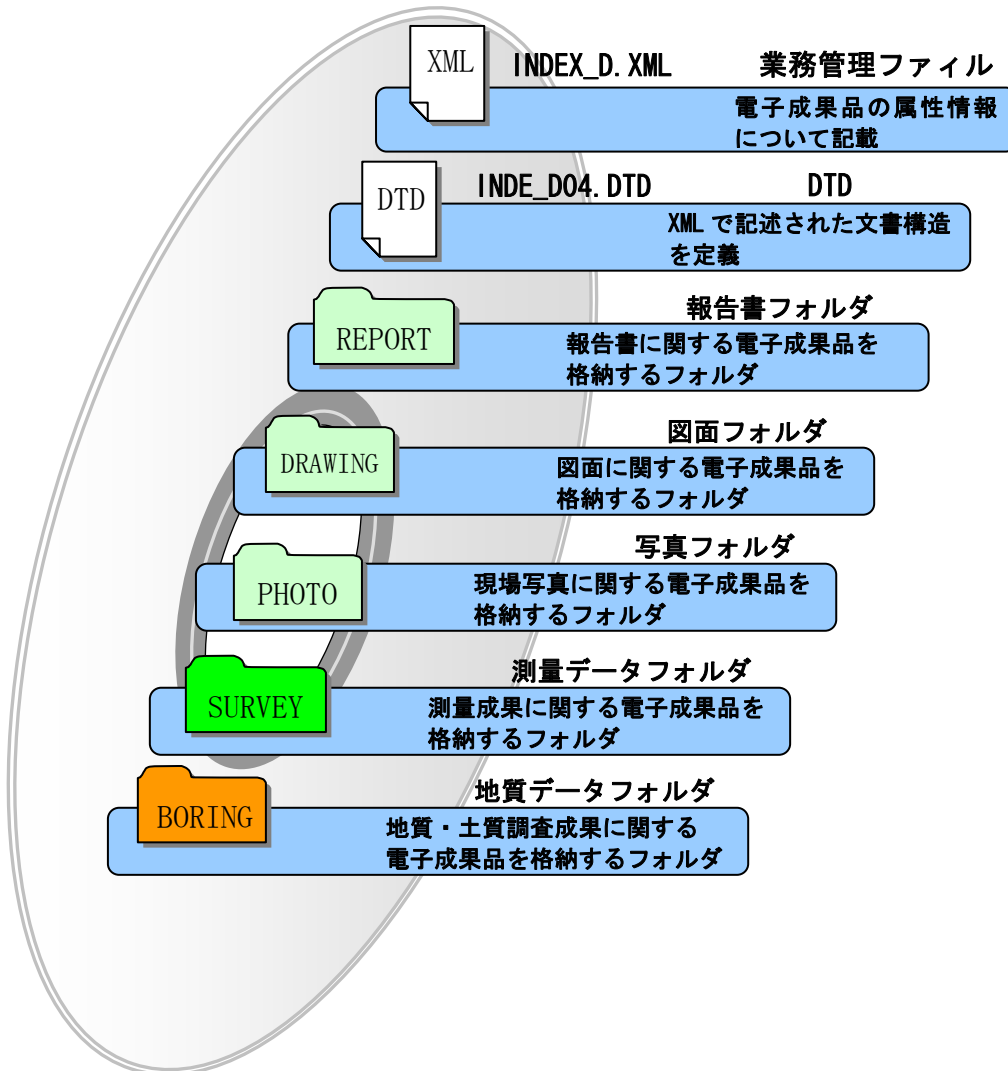 XML
INDEX_D.XML 業務管理ファィル
電子成果品の属性情報
について記載
DTD
INDE_D04.DTD DTD
XMLで記述された文書構造
を定義
報告書フォルダ
REPORT
報告書に関する電子成果品を
格納するフォルダ
図面フォルダ
DRAWING
図面に関する電子成果品を
格納するフォルダ
写真フォルダ
PHOTO
現場写真に関する電子成果品を
格納するフォルダ
測量データフォルダ
SURVEY
測量成果に関する電子成果品を
格納するフォルダ
地質データフォルダ
BORING
地質・土質調査成果に関する
電子成果品を格納するフォルダ